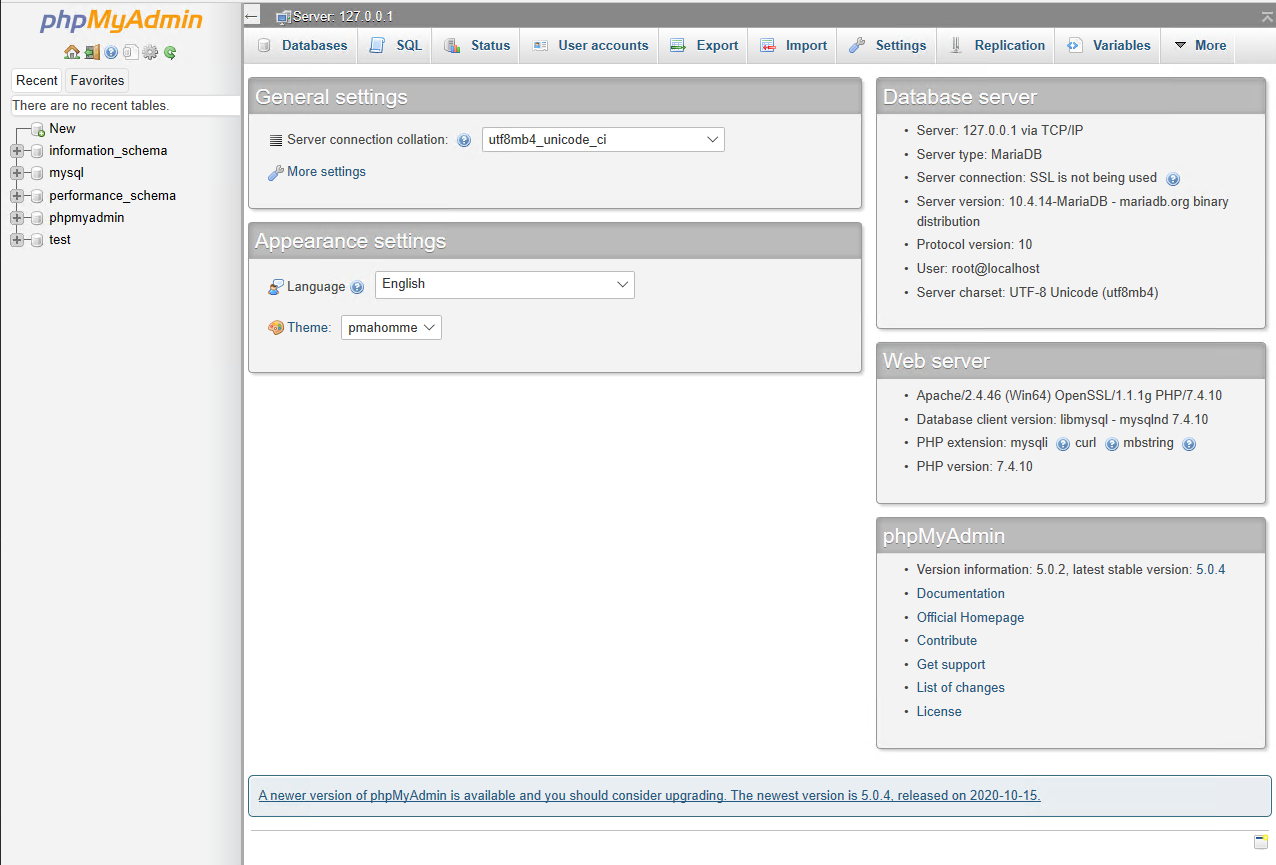 phpMyAdmin
Recent Favorites
There are no recent tables.
New
information_schema
mysql
performance_schema
phpmyadmin
test
Server: 127.0.0.1
Databases SQL Status User accounts Export Import Settings Replication Variables More
General settings
Server connection collation: utf8mb4_unicode_ci
More settings
Appearance settings
Language English
Theme: pmahomme
Database server
Server: 127.0.0.1 via TCP/IP
Server type: MariaDB
Server connection: SSL is not being used
Server version: 10.4.14-MariaDB - mariadb.org binary
distribution
Protocol version: 10
User: root@localhost
Server charset: UTF-8 Unicode (utf8mb4)
Web server
Apache/2.4.46 (Win64) OpenSSL/1.1.1g PHP/7.4.10
Database client version: libmysql - mysqlnd 7.4.10
PHP extension: mysqli curl mbstring
PHP version: 7.4.10
phpMyAdmin
Version information: 5.0.2, latest stable version: 5.0.4
Documentation
Official Homepage
Contribute
Get support
List of changes
License
A newer version of phpMyAdmin is available and you should consider upgrading. The newest version is 5.0.4, released on 2020-10-15.